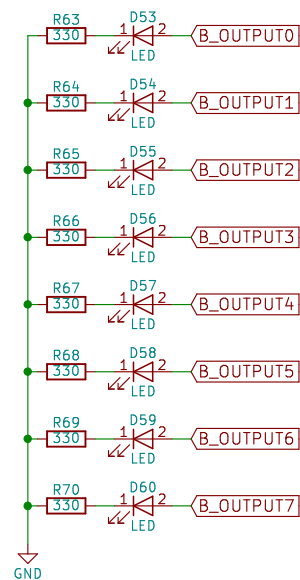 R63 D53
330 1 2 B_OUTPUT0
LED
R64 D54
330 1 2 B_OUTPUT1
LED
R65 D55
330 1 2 B_OUTPUT2
LED
R66 D56
330 1 2 B_OUTPUT3
LED
R67 D57
330 1 2 B_OUTPUT4
LED
R68 D58
330 1 2 B_OUTPUT5
LED
R69 D59
330 1 2 B_OUTPUT6
LED
R70 D60
330 1 2 B_OUTPUT7
LED
GND